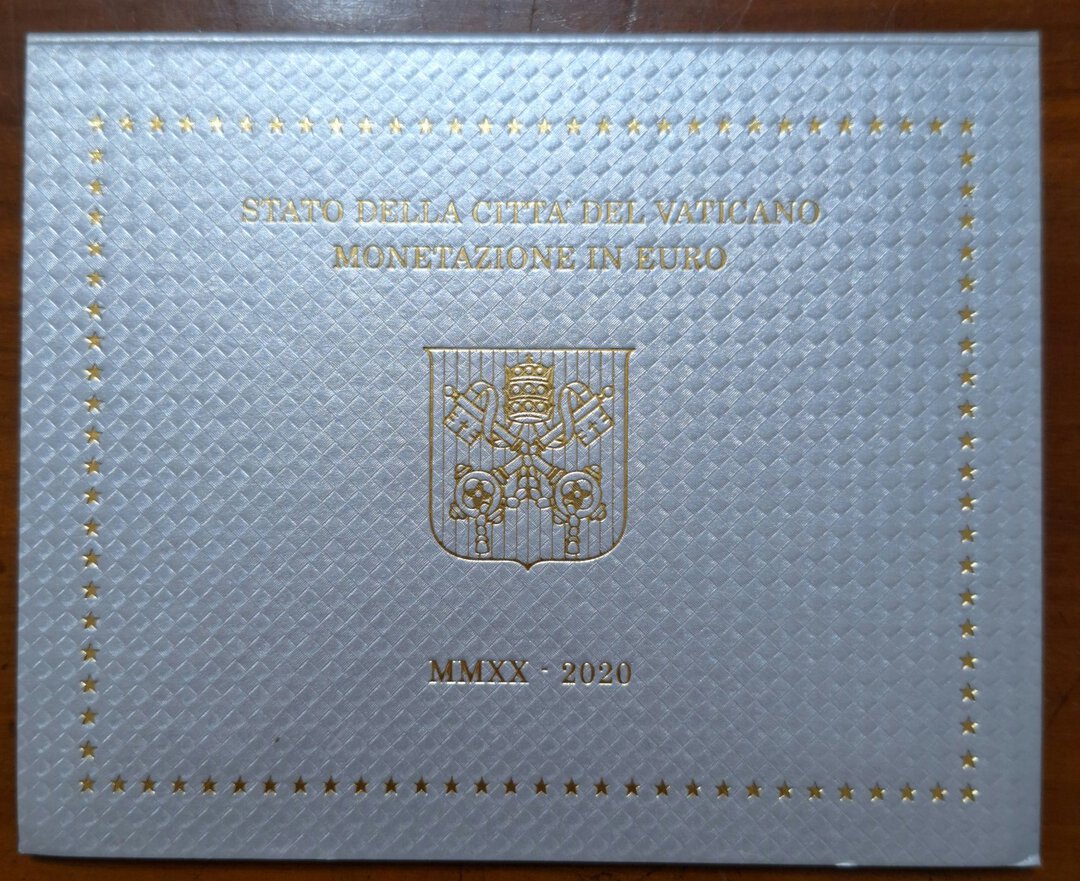 STATO DELLA CITTA' DEL VATICANO
MONETAZIONE IN EURO
MMXX - 2020